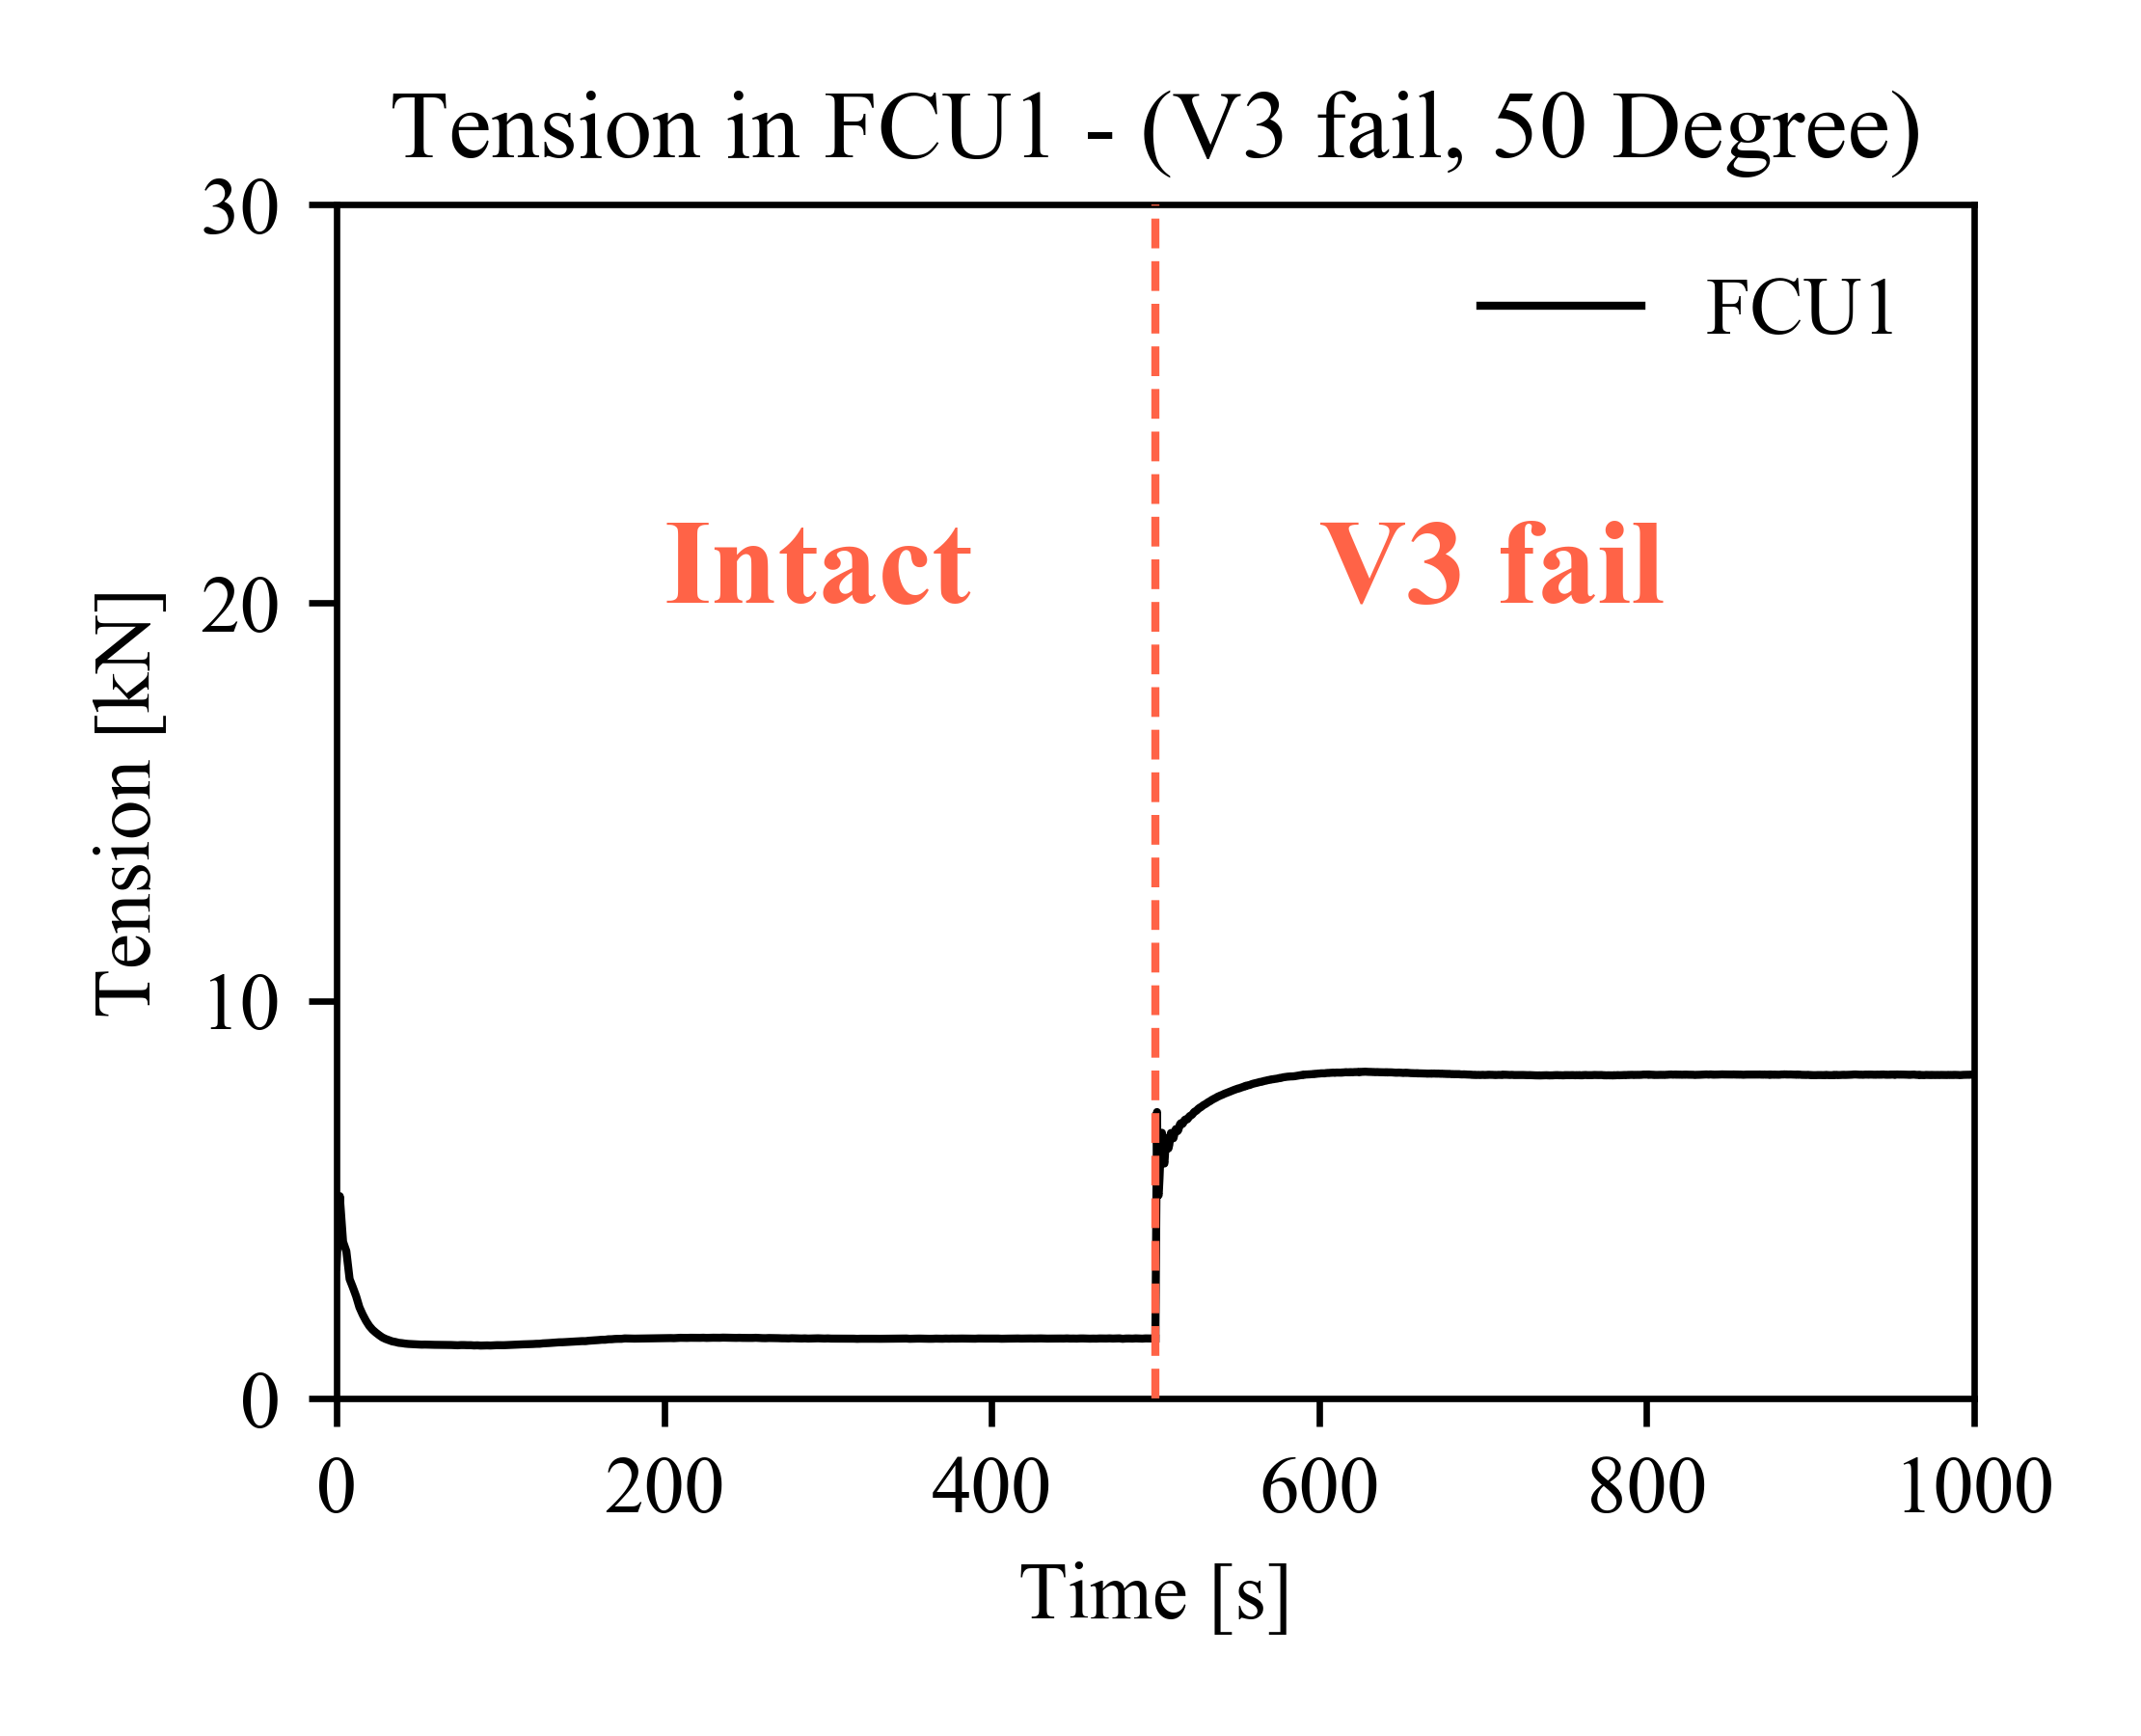 Tension in FCU1 - (V3 fail, 50 Degree)
30
FCU1
Intact
V3 fail
20
Tension [kN]
10
0
0 200 400 600 800 1000
Time [s]